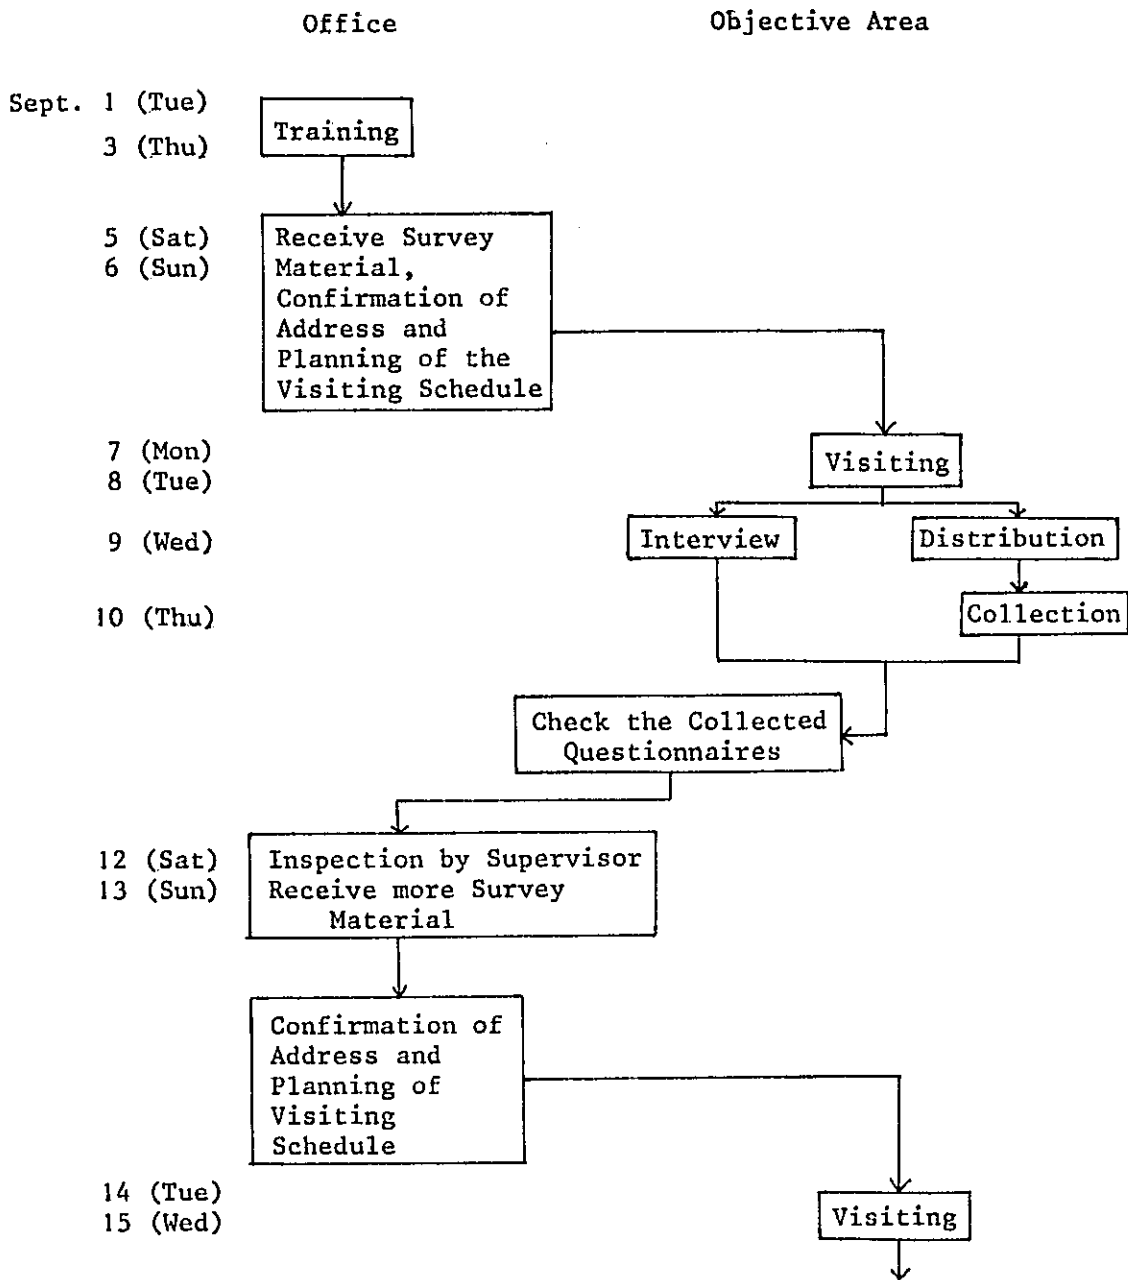 Office Objective Area
Sept. 1 (Tue)
Training
3 (Thu)
5 (Sat) Receive Survey
6 (Sun) Material,
Confirmation of
Address and
Planning of the
Visiting Schedule
7 (Mon)
Visiting
8 (Tue)
9 (Wed) Interview Distribution
10 (Thu) Collection
Check the Collected
Questionnaires
12 (Sat) Inspection by Supervisor
13 (Sun) Receive more Survey
Material
Confirmation of
Address and
Planning of
Visiting
Schedule
14 (Tue)
15 (Wed) Visiting